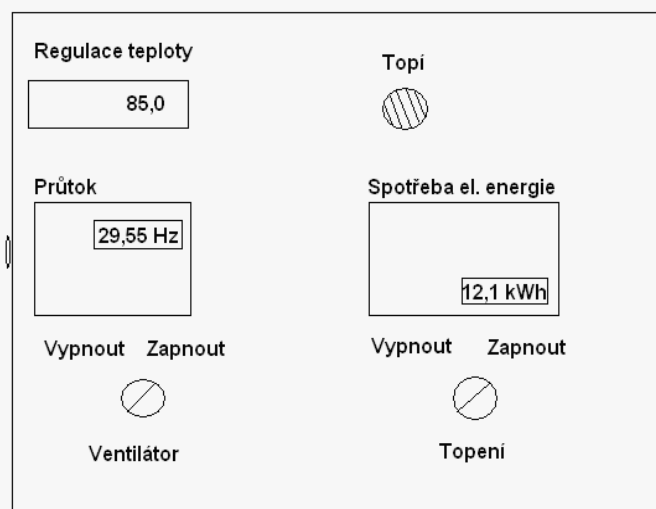 Regulace teploty
Topí
85,0
Průtok
Spotřeba el. energie
29,55 Hz
12,1 kWh
Vypnout Zapnout
Vypnout Zapnout
Ventilátor
Topení